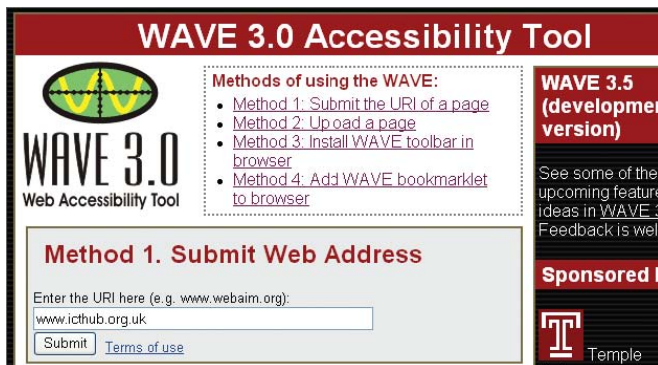 WAVE 3.0 Accessibility Tool
WAVE 3.0
Web Accessibility Tool
Methods of using the WAVE:
Method 1: Submit the URI of a page
Method 2: Upload a page
Method 3: Install WAVE toolbar in
browser
Method 4: Add WAVE bookmarklet
to browser
Method 1. Submit Web Address
Enter the URI here (e.g. www.webaim.org):
www.icthub.org.uk
Submit Terms of use
WAVE 3.5
(developmen
version)
See some of the
upcoming feature
ideas in WAVE 3
Feedback is wel
Sponsored
T
Temple